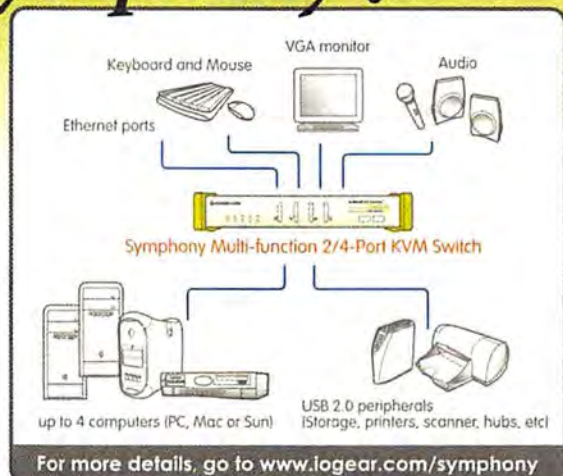 VGA monitor
Keyboard and Mouse
Audio
Ethernet ports
Symphony Multi-function 2/4-Port KVM Switch
up to 4 computers (PC, Mac or Sun)
USB 2.0 peripherals
(Storage, printers, scanner, hubs, etc)
For more details, go to www.iogear.com/symphony